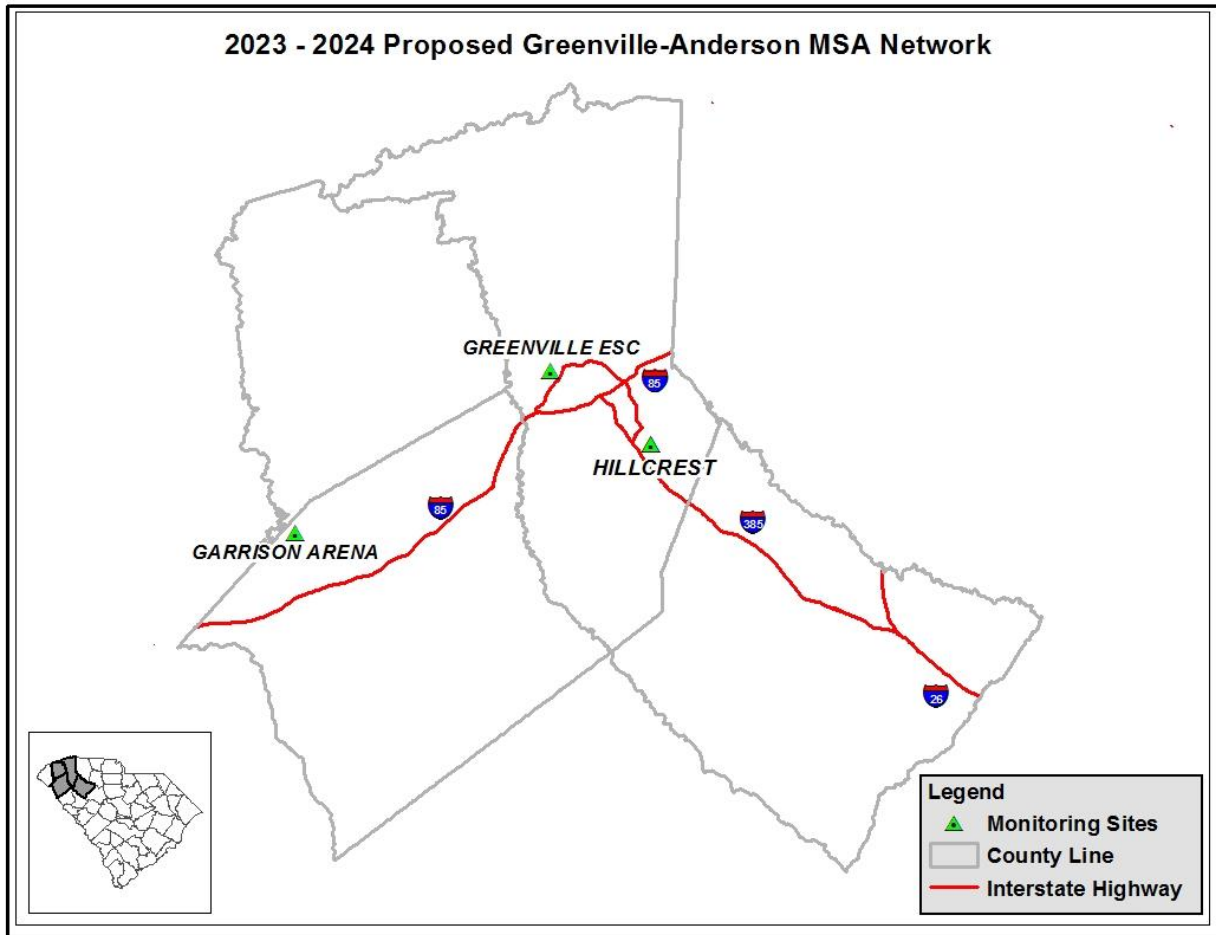 2023 - 2024 Proposed Greenville-Anderson MSA Network
GREENVILLE ESC
85
HILLCREST
85
385
GARRISON ARENA
26
Legend
Monitoring Sites
County Line
Interstate Highway